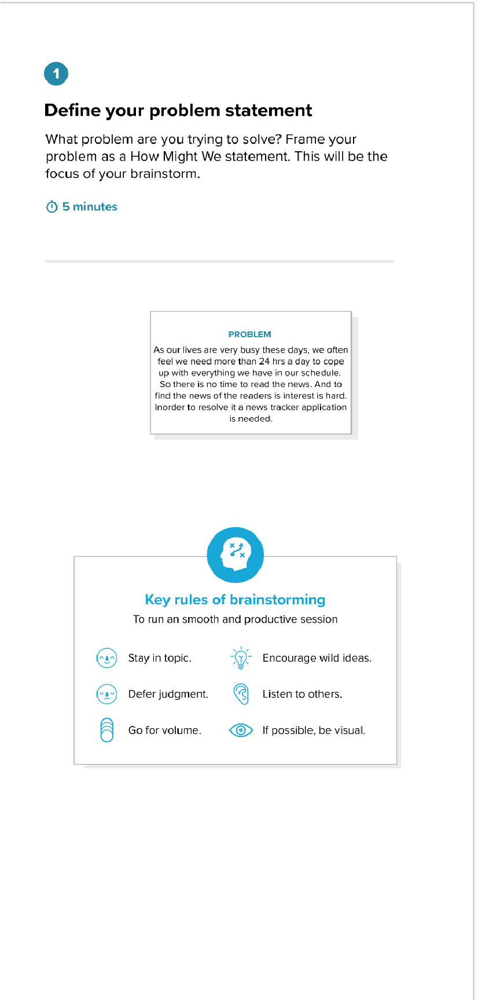 1
Define your problem statement
What problem are you trying to solve? Frame your
problem as a How Might We statement. This will be the
focus of your brainstorm.
5 minutes
PROBLEM
As our lives are very busy these days, we often
feel we need more than 24 hrs a day to cope
up with everything we have in our schedule.
So there is no time to read the news. And to
find the news of the readers is interest is hard.
Inorder to resolve it a news tracker application
is needed.
Key rules of brainstorming
To run an smooth and productive session
Stay in topic.
Encourage wild ideas.
Defer judgment.
Listen to others.
Go for volume.
If possible, be visual.